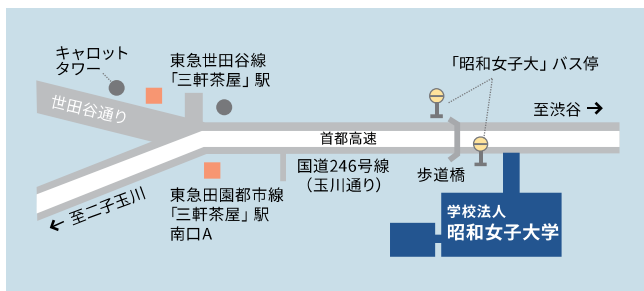 キャロット
タワー
東急世田谷線
「三軒茶屋」駅
「昭和女子大」バス停
世田谷通り
至渋谷→
首都高速
国道246号線
（玉川通り）
歩道橋
←至二子玉川
東急田園都市線
「三軒茶屋」駅
南口A
学校法人
昭和女子大学